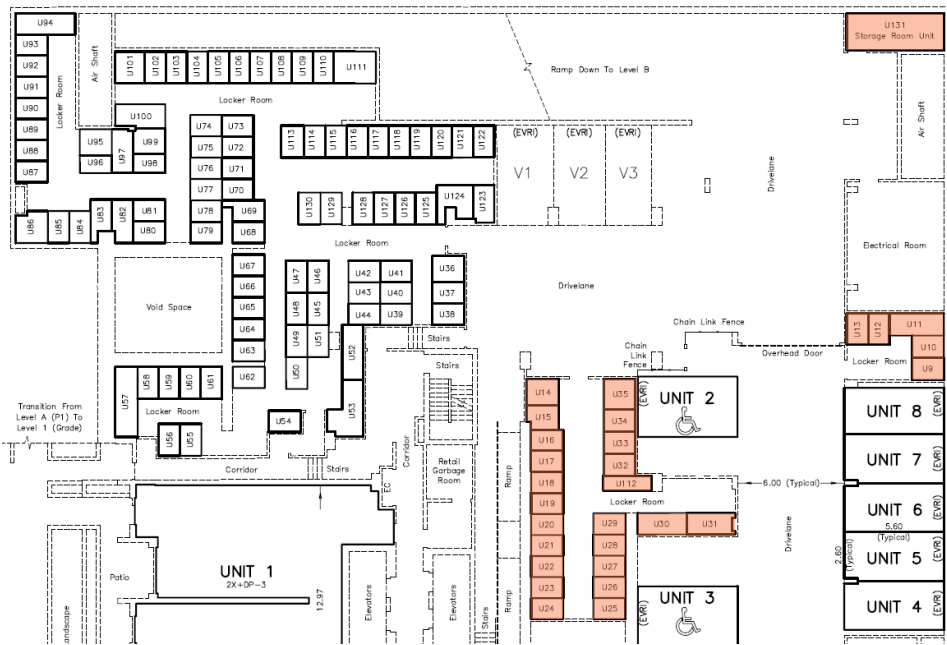 U94
U93
U92
U91
U90
U89
U88
U87
Locker Room
Air Shaft
U101
U102
U103
U104
U105
U106
U107
U108
U109
U110
U111
Locker Room
Ramp Down To Level B
U131
Storage Room Unit
Air Shaft
U100
U95
U96
U97
U99
U98
U74
U73
U75
U72
U76
U71
U77
U70
U78
U69
U79
U68
U113
U114
U115
U116
U117
U118
U119
U120
U121
U122
(EVRI)
(EVRI)
(EVRI)
V1
V2
V3
Drivelane
U86
U85
U84
U83
U82
U81
U80
U130
U129
U128
U127
U126
U125
U124
U123
Locker Room
Electrical Room
Void Space
U67
U66
U65
U64
U63
U62
U47
U46
U48
U45
U49
U51
U50
U42
U41
U43
U40
U44
U39
U36
U37
U38
Stairs
Drivelane
Chain Link Fence
Overhead Door
Chain
Link
Fence
U13
U12
U11
U10
U9
Locker Room
U52
U53
Stairs
U57
U58
U59
U60
U61
Locker Room
U56
U55
U54
Transition From
Level A (P1) To
Level 1 (Grade)
Corridor
Stairs
Corridor
EC
Retail
Garbage
Room
Ramp
Ramp
U14
U15
U16
U17
U18
U19
U20
U21
U22
U23
U24
U35
U34
U33
U32
U112
Locker Room
U29
U28
U27
U26
U25
U30
U31
(EVRI)
UNIT 2
UNIT 3
(EVRI)
6.00 (Typical)
Drivelane
UNIT 8
(EVRI)
UNIT 7
(EVRI)
UNIT 6
(EVRI)
5.60
(Typical)
2.60
(Typical)
UNIT 5
(EVRI)
UNIT 4
(EVRI)
Patio
UNIT 1
2X+DP-3
12.97
Elevators
Elevators
Stairs
andscape